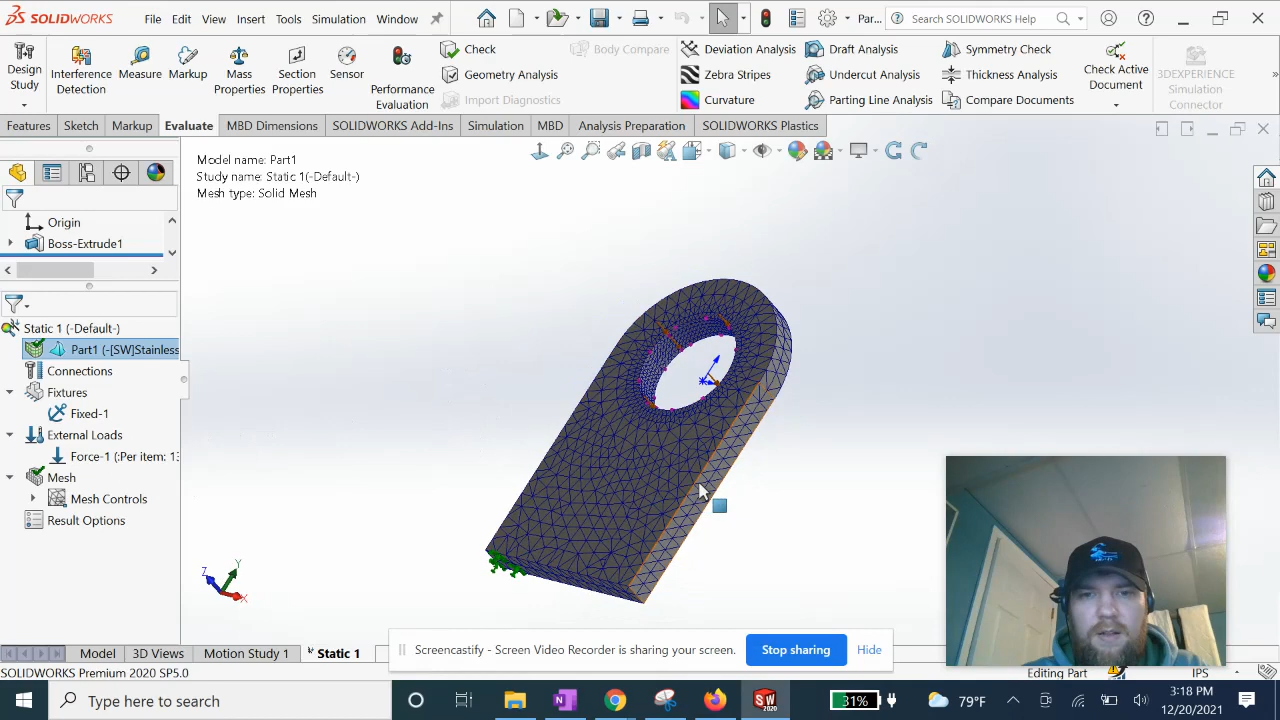 SOLIDWORKS File Edit View Insert Tools Simulation Window Par... Search SOLIDWORKS Help
Design Study
Interference Detection
Measure
Markup
Mass Properties
Section Properties
Sensor
Performance Evaluation
Check
Geometry Analysis
Import Diagnostics
Body Compare
Deviation Analysis
Zebra Stripes
Curvature
Draft Analysis
Undercut Analysis
Parting Line Analysis
Symmetry Check
Thickness Analysis
Compare Documents
Check Active Document
3DEXPERIENCE Simulation Connector
Features Sketch Markup Evaluate MBD Dimensions SOLIDWORKS Add-Ins Simulation MBD Analysis Preparation SOLIDWORKS Plastics
Model name: Part1
Study name: Static 1(-Default-)
Mesh type: Solid Mesh
Origin
Boss-Extrude1
Static 1 (-Default-)
Part1 (-[SW]Stainless
Connections
Fixtures
Fixed-1
External Loads
Force-1 (:Per item: 13
Mesh
Mesh Controls
Result Options
Y
Z
X
Screencastify - Screen Video Recorder is sharing your screen. Stop sharing Hide
Model 3D Views Motion Study 1 Static 1
SOLIDWORKS Premium 2020 SP5.0 Editing Part IPS
Type here to search
SW
2020
31%
79°F
3:18 PM
12/20/2021